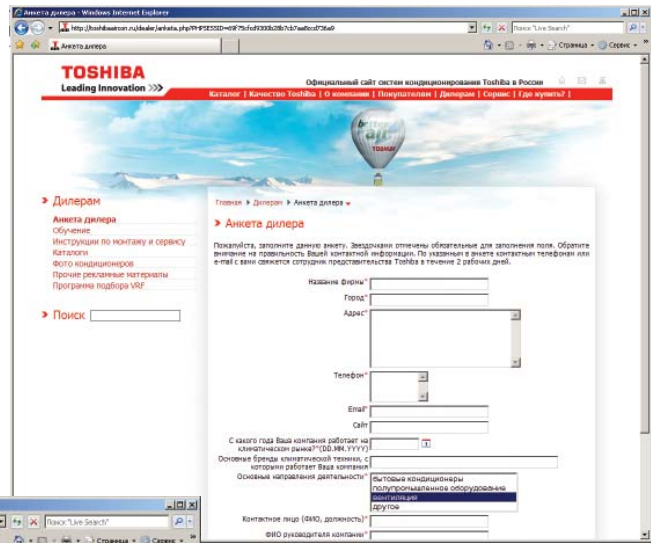 Анкета дилера - Windows Internet Explorer
Поиск "Live Search"
Анкета дилера
Страница
Сервис
TOSHIBA
Leading Innovation >>>
Официальный сайт систем кондиционирования Toshiba в России
Каталог | Качество Toshiba | О компании | Покупателям | Дилерам | Сервис | Где купить? |
better
air
TOSHIBA
Дилерам
Анкета дилера
Обучение
Инструкции по монтажу и сервису
Каталоги
Фото кондиционеров
Прочие рекламные материалы
Программа подбора VRF
Поиск
Главная
Дилерам
Анкета дилера
Анкета дилера
Пожалуйста, заполните данную анкету. Звездочками отмечены обязательные для заполнения поля. Обратите
внимание на правильность Вашей контактной информации. По указанным в анкете контактным телефонам или
e-mail с вами свяжется сотрудник представительства Toshiba в течение 2 рабочих дней.
Название фирмы*
Город*
Адрес*
Телефон*
Email*
Сайт
С какого года Ваша компания работает на
климатическом рынке?*(DD.MM.YYYY)
Основные бренды климатической техники, с
которыми работает Ваша компания
Основные направления деятельности*
бытовые кондиционеры
полупромышленное оборудование
вентиляция
другое
Контактное лицо (ФИО, должность)*
ФИО руководителя компании*
Поиск "Live Search"
Страница
Сервис